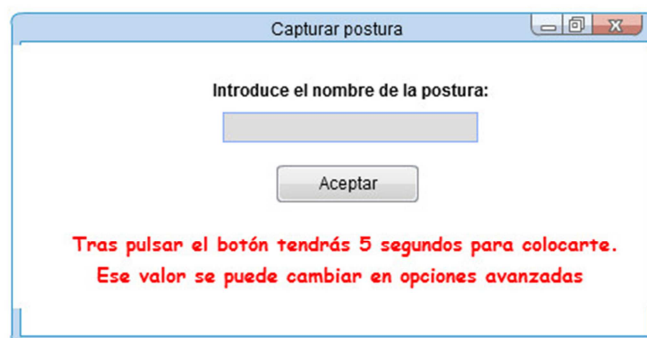 Capturar postura
Introduce el nombre de la postura:
Aceptar
Tras pulsar el botón tendrás 5 segundos para colocarte.
Ese valor se puede cambiar en opciones avanzadas